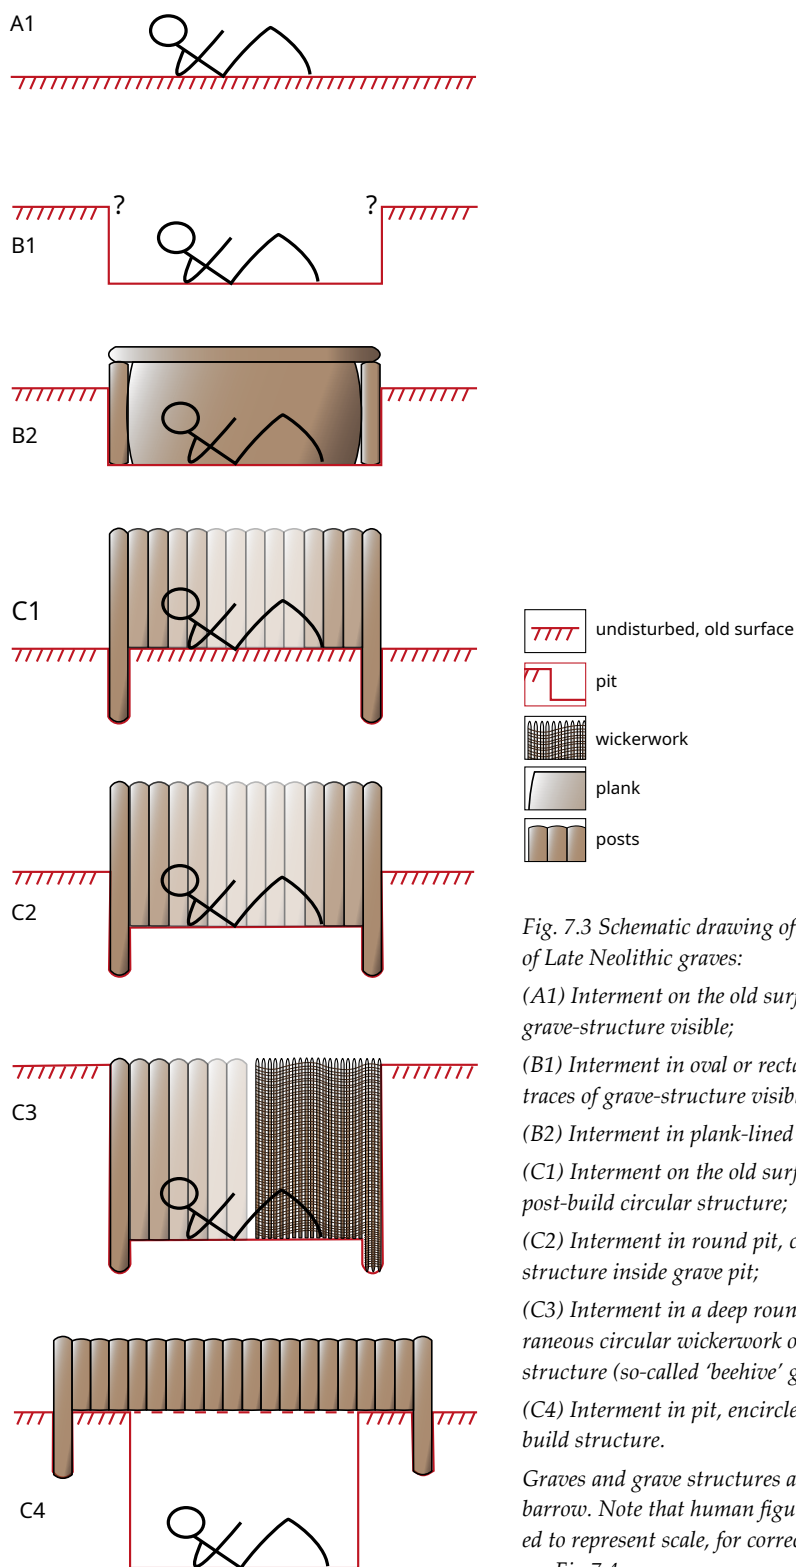 A1
? ?
B1
B2
C1
C2
C3
C4
undisturbed, old surface
pit
wickerwork
plank
posts
Fig. 7.3 Schematic drawing of
of Late Neolithic graves:
(A1) Interment on the old surf
grave-structure visible;
(B1) Interment in oval or recta
traces of grave-structure visibl
(B2) Interment in plank-lined
(C1) Interment on the old surf
post-build circular structure;
(C2) Interment in round pit, c
structure inside grave pit;
(C3) Interment in a deep roun
raneous circular wickerwork o
structure (so-called ‘beehive’ g
(C4) Interment in pit, encircle
build structure.
Graves and grave structures a
barrow. Note that human figu
ed to represent scale, for correc
Fig 7.4